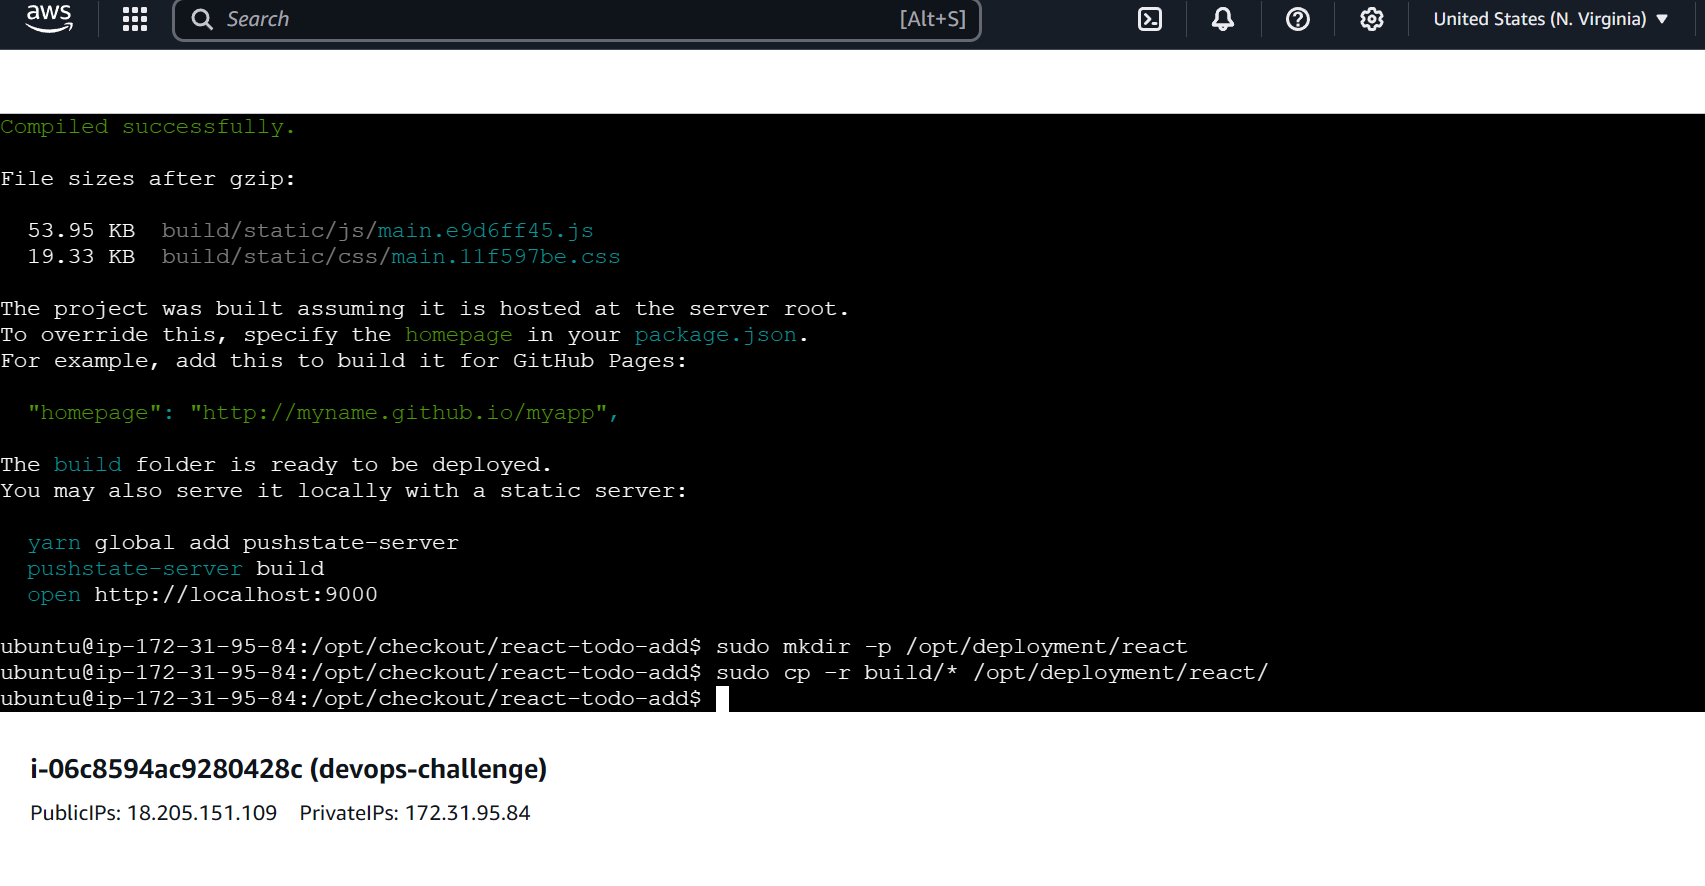 aws
Search [Alt+S]
United States (N. Virginia)
Compiled successfully.
File sizes after gzip:
53.95 KB build/static/js/main.e9d6ff45.js
19.33 KB build/static/css/main.11f597be.css
The project was built assuming it is hosted at the server root.
To override this, specify the homepage in your package.json.
For example, add this to build it for GitHub Pages:
"homepage": "http://myname.github.io/myapp",
The build folder is ready to be deployed.
You may also serve it locally with a static server:
yarn global add pushstate-server
pushstate-server build
open http://localhost:9000
ubuntu@ip-172-31-95-84:/opt/checkout/react-todo-add$ sudo mkdir -p /opt/deployment/react
ubuntu@ip-172-31-95-84:/opt/checkout/react-todo-add$ sudo cp -r build/* /opt/deployment/react/
ubuntu@ip-172-31-95-84:/opt/checkout/react-todo-add$
i-06c8594ac9280428c (devops-challenge)
PublicIPs: 18.205.151.109 PrivateIPs: 172.31.95.84